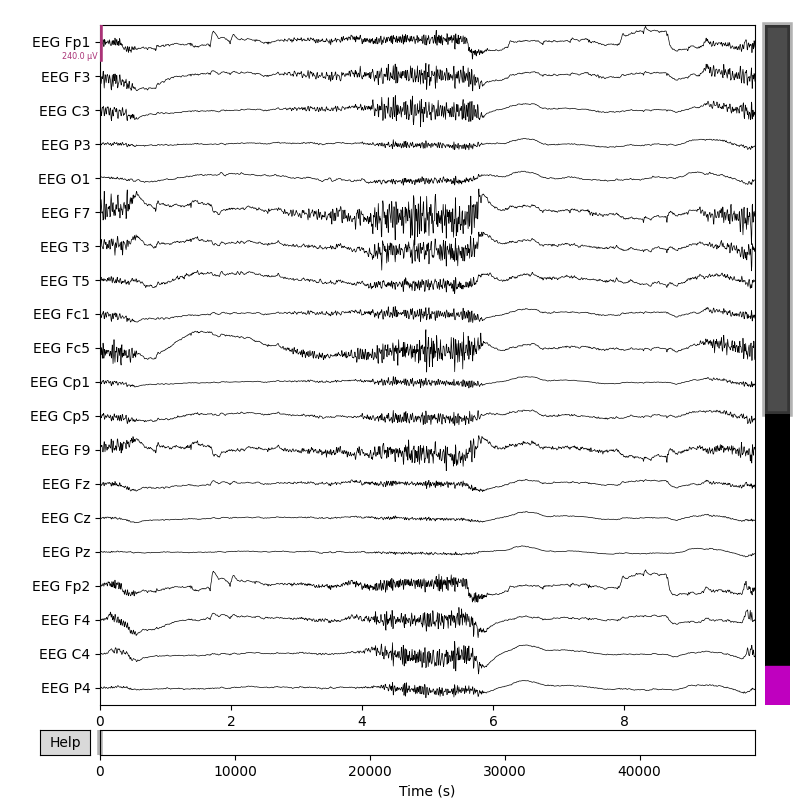 EEG Fp1
240.0 µV
EEG F3
EEG C3
EEG P3
EEG O1
EEG F7
EEG T3
EEG T5
EEG Fc1
EEG Fc5
EEG Cp1
EEG Cp5
EEG F9
EEG Fz
EEG Cz
EEG Pz
EEG Fp2
EEG F4
EEG C4
EEG P4
0 2 4 6 8
Help
0 10000 20000 30000 40000
Time (s)